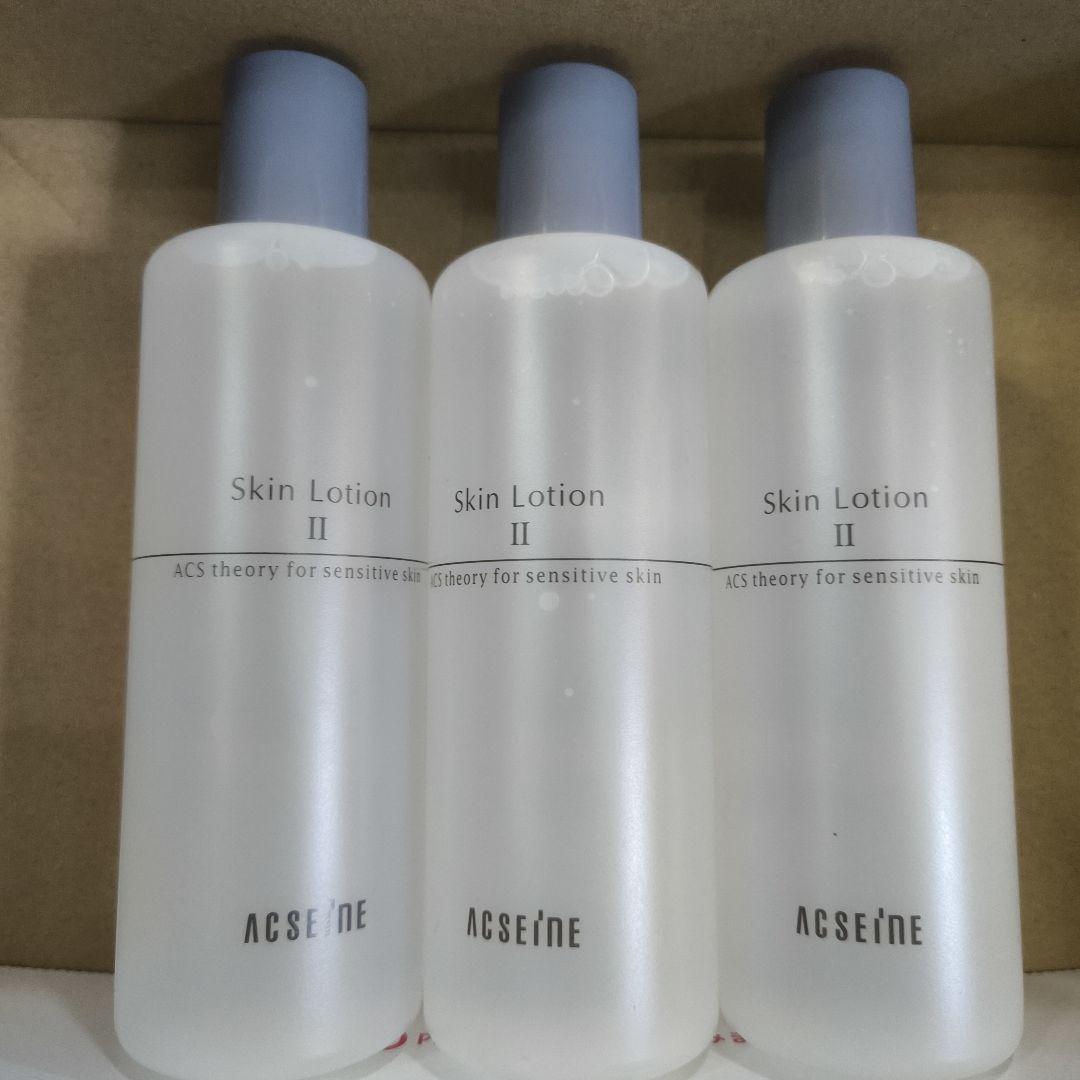 Skin Lotion
II
ACS theory for sensitive skin
ACSEINE
Skin Lotion
II
ACS theory for sensitive skin
ACSEINE
Skin Lotion
II
ACS theory for sensitive skin
ACSEINE